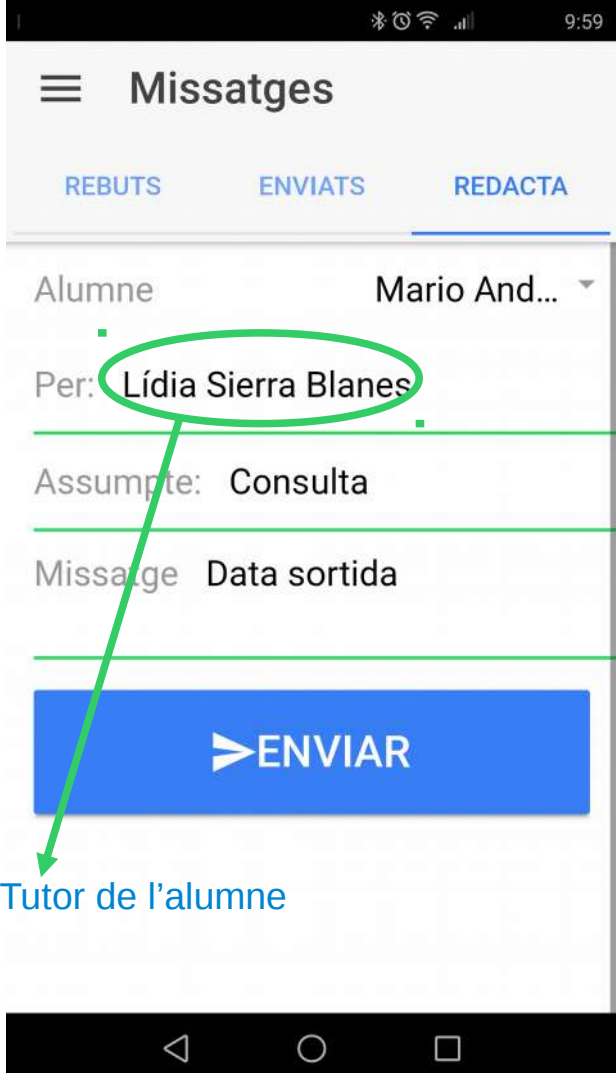 9:59
Missatges
REBUTS ENVIATS REDACTA
Alumne Mario And...
Per: Lídia Sierra Blanes
Assumpte: Consulta
Missatge Data sortida
ENVIAR
Tutor de l’alumne